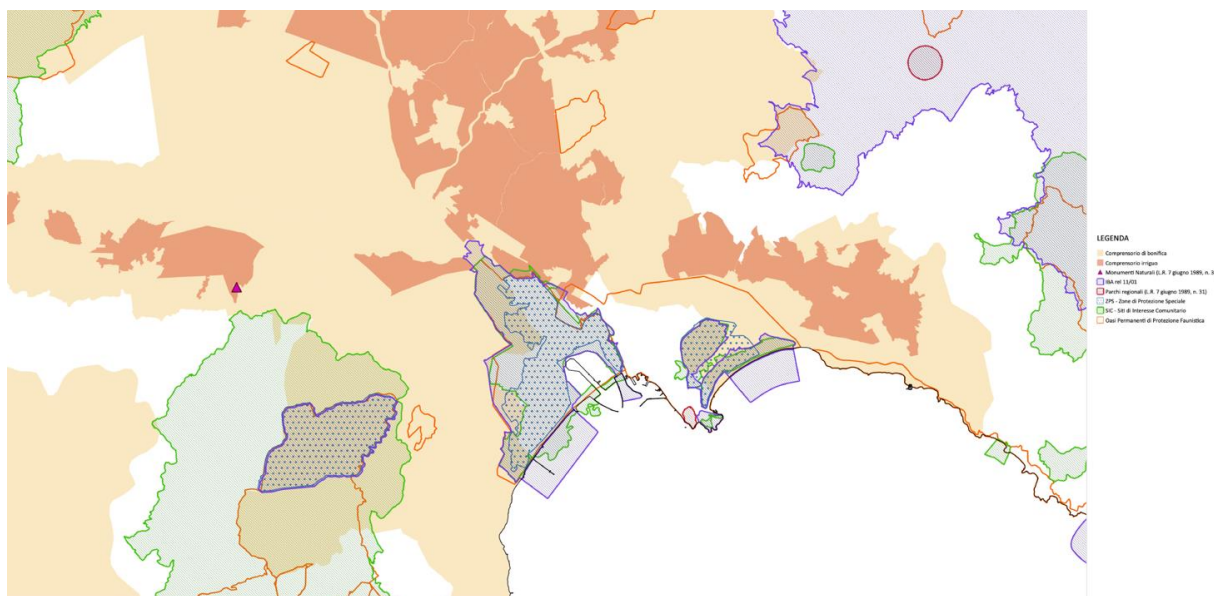 LEGENDA
Comprensorio di bonifica
Comprensorio irriguo
Monumenti Naturali (L.R. 7 giugno 1989, n. 3
IBA rel 11/01
Parchi regionali (L.R. 7 giugno 1989, n. 31)
ZPS - Zone di Protezione Speciale
SIC - Siti di Interesse Comunitario
Oasi Permanenti di Protezione Faunistica